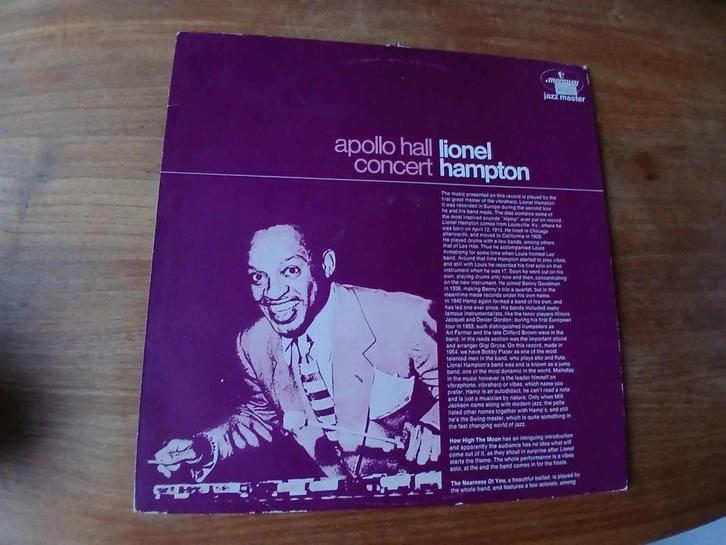 mercury
jazz master
apollo hall lionel
concert hampton
The music presented on this record is played by the
first great master of the vibraharp, Lionel Hampton
It was recorded in Europe during the second tour
he and his band made. The disc contains some of
the most inspired sounds "Hamp" ever put on record.
Lionel Hampton comes from Louisville, Ky., where he
was born on April 12, 1913. He lived in Chicago
afterwards, and moved to California in 1928.
He played drums with a few bands, among others
that of Les Hite. Thus he accompanied Louis
Armstrong for some time when Louis fronted Les'
band. Around that time Hampton started to play vibes,
and still with Louis he recorded his first solo on that
instrument when he was 17. Soon he went out on his
own, playing drums only now and then, concentrating
on the new instrument. He joined Benny Goodman
in 1936, making Benny's trio a quartet, but in the
meantime made records under his own name.
In 1940 Hamp again formed a band of his own, and
has led one ever since. His bands included many
famous instrumentalists, like the tenor players Illinois
Jacquet and Dexter Gordon; during his first European
tour in 1953, such distinguished trumpeters as
Art Farmer and the late Clifford Brown were in the
band; in the reeds section was the important altoist
and arranger Gigi Gryce. On this record, made in
1954, we have Bobby Plater as one of the most
talented men in the band, who plays alto and flute.
Lionel Hampton's band was and is known as a jump
band, one of the most dynamic in the world. Mainstay
in the music however is the leader himself on
vibraphone, vibraharp or vibes, which name you
prefer. Hamp is an autodidact, he can't read a note
and is just a musician by nature. Only when Milt
Jackson came along with modern jazz, the polls
listed other names together with Hamp's, and still
he's the Swing master, which is quite something in
the fast changing world of jazz.
How High The Moon has an intriguing introduction
and apparently the audience has no idea what will
come out of it, as they shout in surprise after Lionel
starts the theme. The whole performance is a vibes
solo, at the end the band comes in for the finale.
The Nearness Of You, a beautiful ballad, is played by
the whole band, and features a few soloists, among